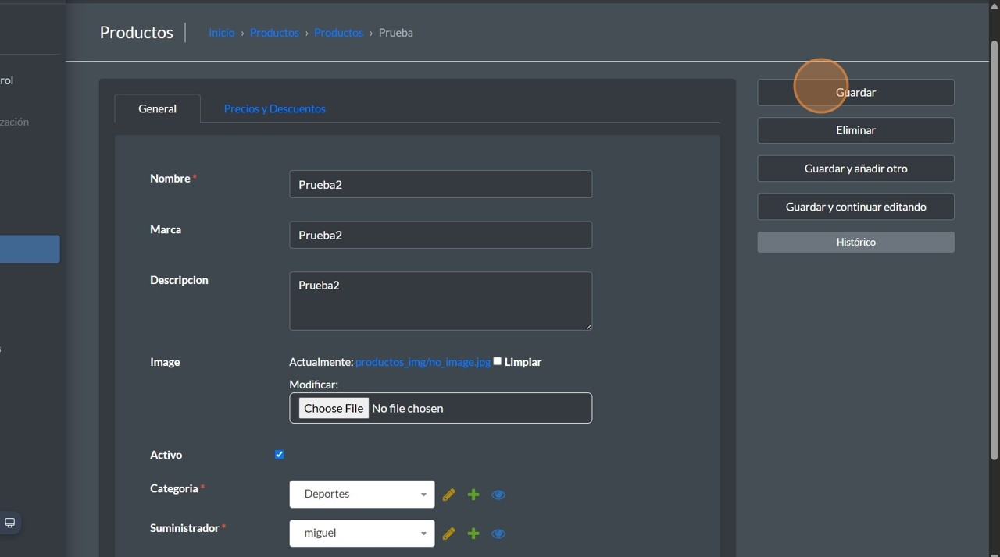 Productos
Inicio › Productos › Productos › Prueba
rol
zación
s
General
Precios y Descuentos
Nombre *
Prueba2
Marca
Prueba2
Descripcion
Prueba2
Image
Actualmente: productos_img/no_image.jpg Limpiar
Modificar:
Choose File No file chosen
Activo
Categoria *
Deportes
Suministrador *
miguel
Guardar
Eliminar
Guardar y añadir otro
Guardar y continuar editando
Histórico